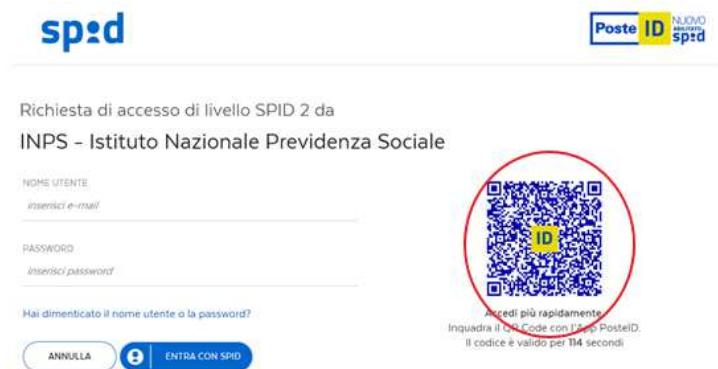 spid
Poste ID NUOVO
ABILITATO
spid
Richiesta di accesso di livello SPID 2 da
INPS - Istituto Nazionale Previdenza Sociale
NOME UTENTE
inserisci e-mail
PASSWORD
inserisci password
Hai dimenticato il nome utente o la password?
ANNULLA ENTRA CON SPID
ID
Accedi più rapidamente.
Inquadra il QR Code con l'App PosteID.
Il codice è valido per 114 secondi